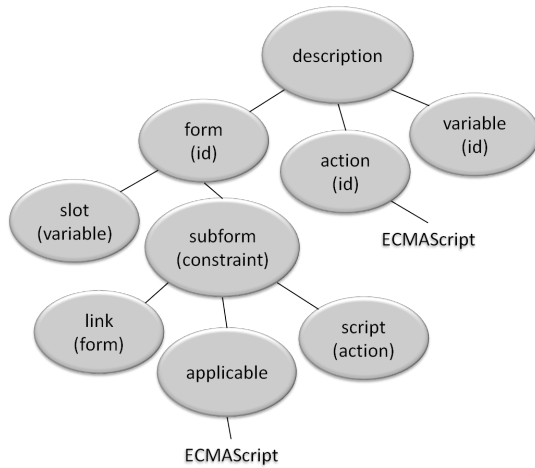 description
form
(id)
action
(id)
variable
(id)
slot
(variable)
subform
(constraint)
ECMAScript
link
(form)
applicable
script
(action)
ECMAScript